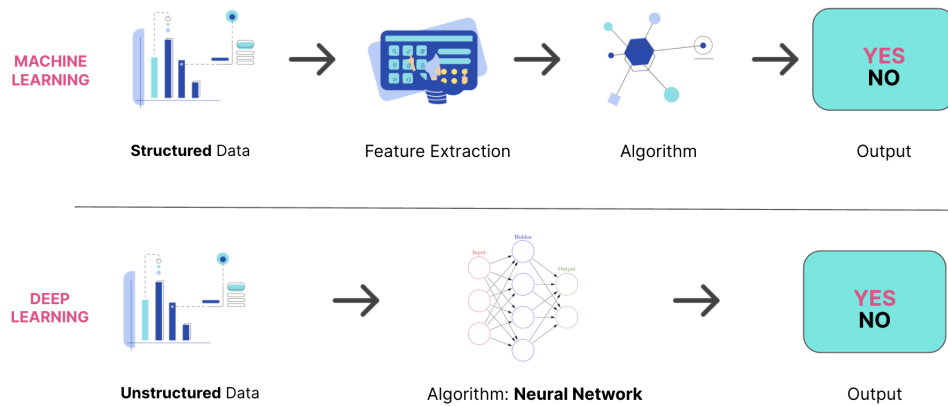 MACHINE
LEARNING
YES
NO
Structured Data
Feature Extraction
Algorithm
Output
DEEP
LEARNING
Input
Hidden
Output
YES
NO
Unstructured Data
Algorithm: Neural Network
Output